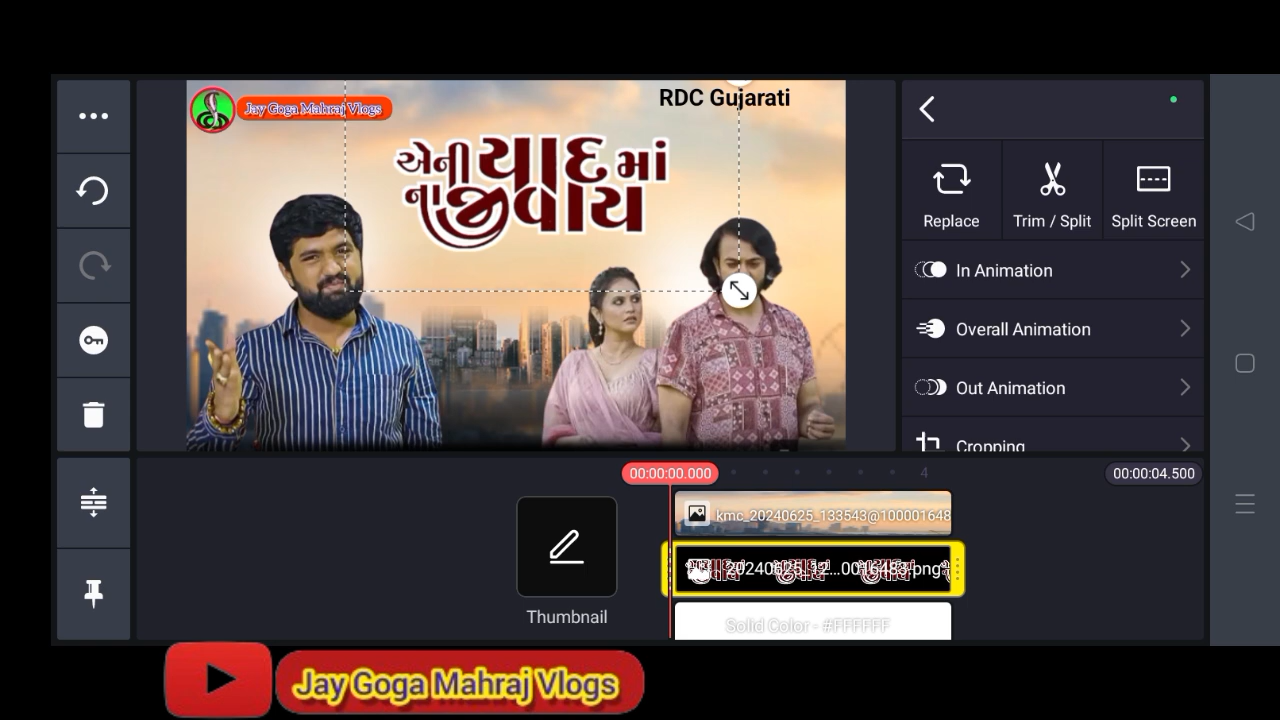 Jay Goga Mahraj Vlogs
RDC Gujarati
એની યાદ માં
ના જીવાય
Replace
Trim / Split
Split Screen
In Animation
Overall Animation
Out Animation
Cropping
00:00:00.000
4
00:00:04.500
kmc_20240625_133543@100001648
Thumbnail
Solid Color - #FFFFFF
Jay Goga Mahraj Vlogs